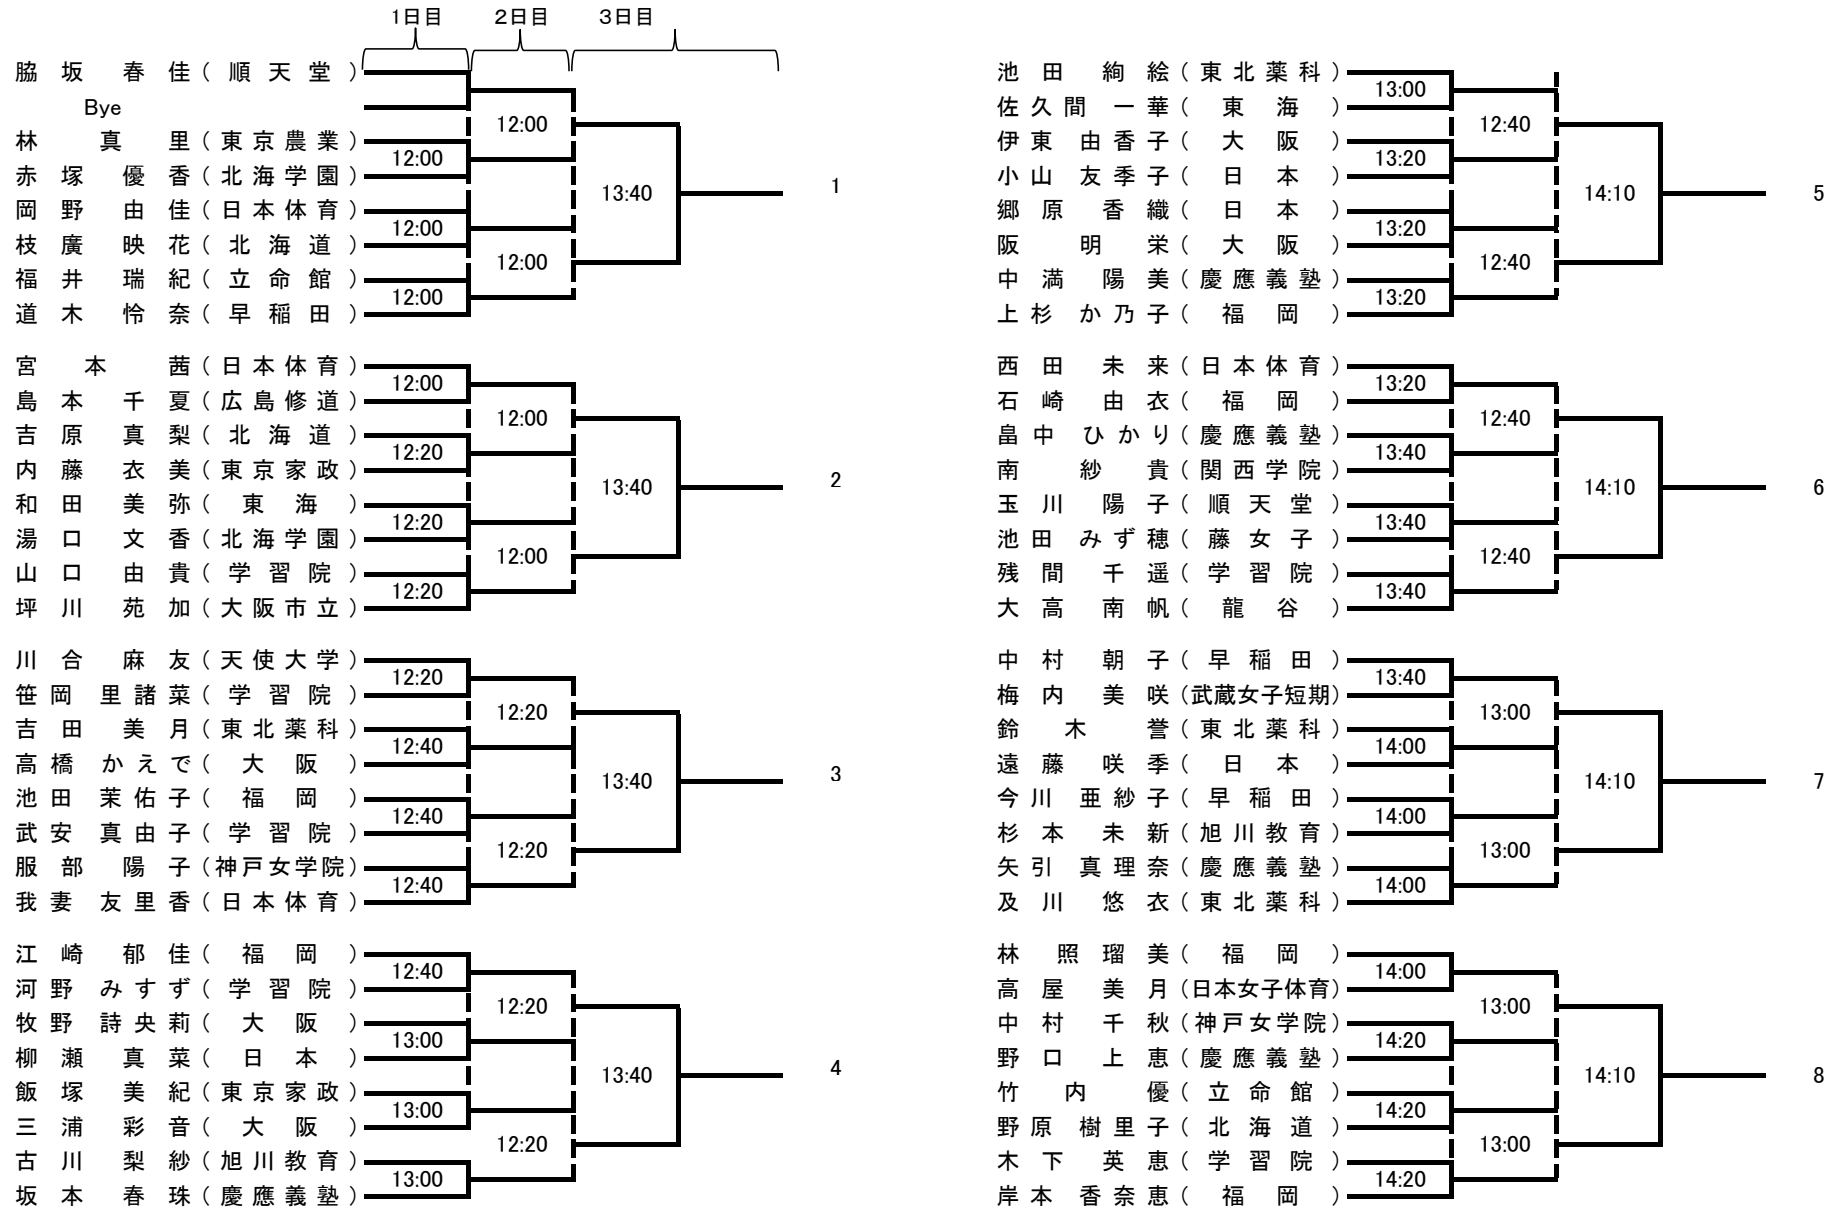 1日目 2日目 3日目
脇坂 春佳(順天堂)
Bye
12:00
林 真里(東京農業)
12:00
赤塚 優香(北海学園)
13:40
1
岡野 由佳(日本体育)
12:00
枝廣 映花(北海道)
12:00
福井 瑞紀(立命館)
12:00
道木 怜奈(早稲田)
宮本 茜(日本体育)
12:00
島本 千夏(広島修道)
12:00
吉原 真梨(北海道)
12:20
内藤 衣美(東京家政)
13:40
2
和田 美弥(東海)
12:20
湯口 文香(北海学園)
12:00
山口 由貴(学習院)
12:20
坪川 苑加(大阪市立)
川合 麻友(天使大学)
12:20
笹岡 里諸菜(学習院)
12:20
吉田 美月(東北薬科)
12:40
高橋 かえで(大阪)
13:40
3
池田 茉佑子(福岡)
12:40
武安 真由子(学習院)
12:20
服部 陽子(神戸女学院)
12:40
我妻 友里香(日本体育)
江崎 郁佳(福岡)
12:40
河野 みすず(学習院)
12:20
牧野 詩央莉(大阪)
13:00
柳瀬 真菜(日本)
13:40
4
飯塚 美紀(東京家政)
13:00
三浦 彩音(大阪)
12:20
古川 梨紗(旭川教育)
13:00
坂本 春珠(慶應義塾)
池田 絢絵(東北薬科)
13:00
佐久間 一華(東海)
12:40
伊東 由香子(大阪)
13:20
小山 友季子(日本)
14:10
5
郷原 香織(日本)
13:20
阪 明栄(大阪)
12:40
中満 陽美(慶應義塾)
13:20
上杉 か乃子(福岡)
西田 未来(日本体育)
13:20
石崎 由衣(福岡)
12:40
畠中 ひかり(慶應義塾)
13:40
南 紗貴(関西学院)
14:10
6
玉川 陽子(順天堂)
13:40
池田 みず穂(藤女子)
12:40
残間 千遥(学習院)
13:40
大高 南帆(龍谷)
中村 朝子(早稲田)
13:40
梅内 美咲(武蔵女子短期)
13:00
鈴木 誉(東北薬科)
14:00
遠藤 咲季(日本)
14:10
7
今川 亜紗子(早稲田)
14:00
杉本 未新(旭川教育)
13:00
矢引 真理奈(慶應義塾)
14:00
及川 悠衣(東北薬科)
林 照瑠美(福岡)
14:00
高屋 美月(日本女子体育)
13:00
中村 千秋(神戸女学院)
14:20
野口 上恵(慶應義塾)
14:10
8
竹内 優(立命館)
14:20
野原 樹里子(北海道)
13:00
木下 英恵(学習院)
14:20
岸本 香奈恵(福岡)